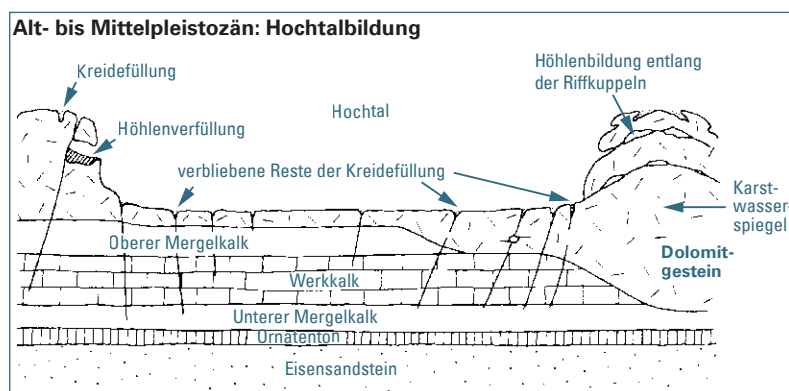 Alt- bis Mittelpleistozän: Hochtalbildung
Kreidefüllung
Höhlenbildung entlang
der Riffkuppeln
Hochtal
Höhlenverfüllung
verbliebene Reste der Kreidefüllung
Karst-
wasser-
spiegel
Oberer Mergelkalk
Dolomit-
gestein
Werkkalk
Unterer Mergelkalk
Ornatenton
Eisensandstein